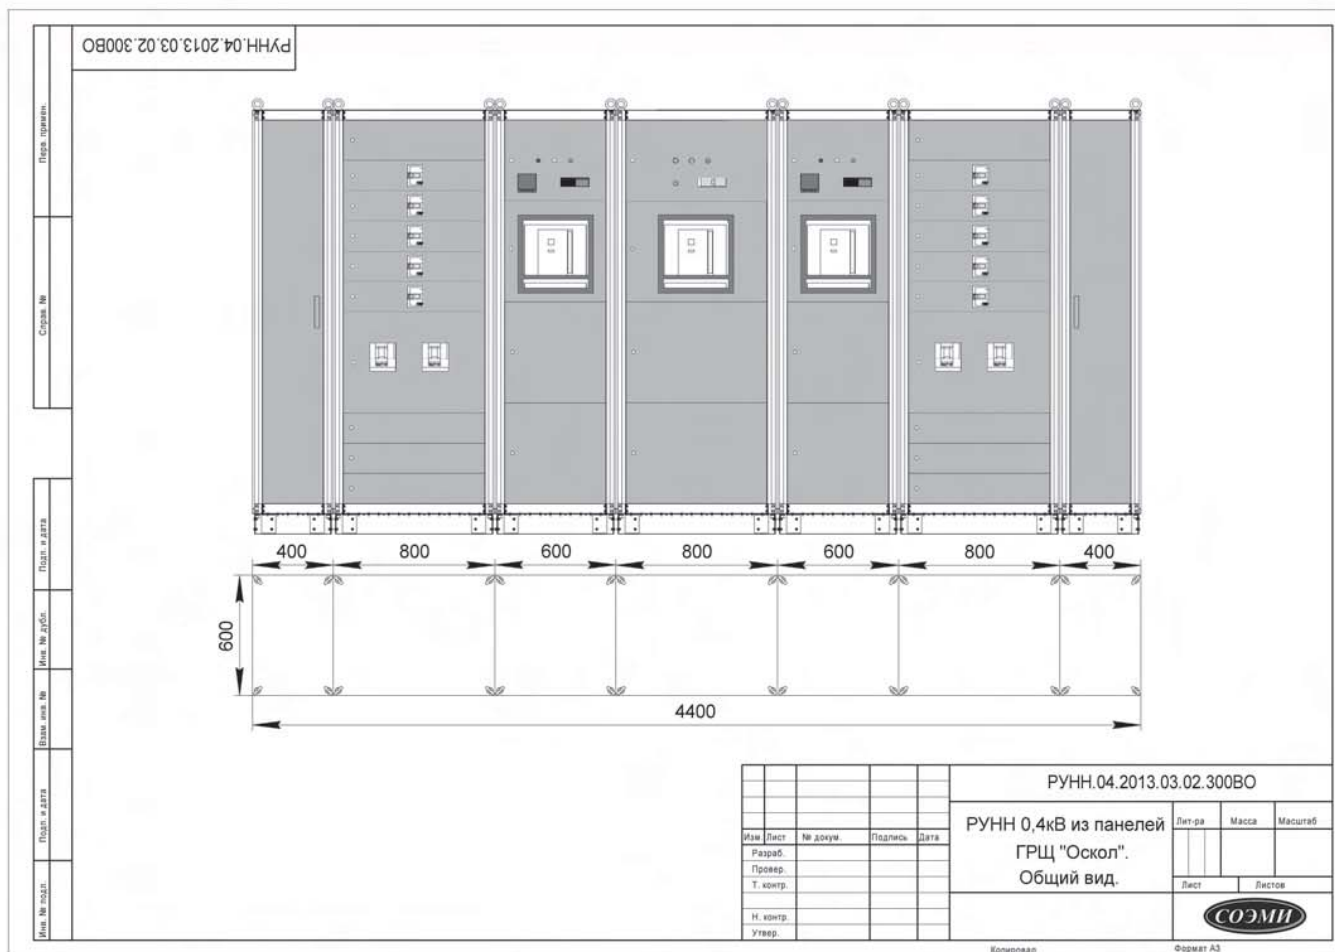 РУНН.04.2013.03.02.300ВО
Перв. примен.
Справ. №
Подп. и дата
Инв. № дубл.
Взам. инв. №
Подп. и дата
Инв. № подл.
400 800 600 800 600 800 400
600
4400
РУНН.04.2013.03.02.300ВО
Изм. Лист № докум. Подпись Дата
Разраб.
Провер.
Т. контр.
Н. контр.
Утвер.
РУНН 0,4кВ из панелей
ГРЩ "Оскол".
Общий вид.
Лит-ра Масса Масштаб
Лист Листов
СОЭМИ
Копировал Формат А3